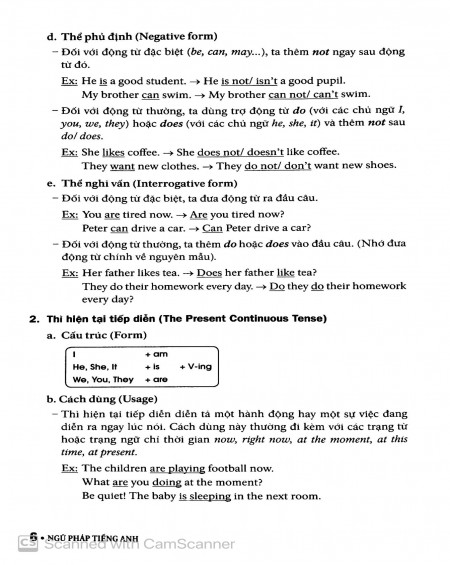 d. Thể phủ định (Negative form)
– Đối với động từ đặc biệt (be, can, may...), ta thêm not ngay sau động
từ đó.
Ex: He is a good student. → He is not/ isn't a good pupil.
My brother can swim. → My brother can not/ can't swim.
– Đối với động từ thường, ta dùng trợ động từ do (với các chủ ngữ I,
you, we, they) hoặc does (với các chủ ngữ he, she, it) và thêm not sau
do/ does.
Ex: She likes coffee. → She does not/ doesn't like coffee.
They want new clothes. → They do not/ don't want new shoes.
e. Thể nghi vấn (Interrogative form)
– Đối với động từ đặc biệt, ta đưa động từ ra đầu câu.
Ex: You are tired now. → Are you tired now?
Peter can drive a car. → Can Peter drive a car?
– Đối với động từ thường, ta thêm do hoặc does vào đầu câu. (Nhớ đưa
động từ chính về nguyên mẫu).
Ex: Her father likes tea. → Does her father like tea?
They do their homework every day. → Do they do their homework
every day?
2. Thì hiện tại tiếp diễn (The Present Continuous Tense)
a. Cấu trúc (Form)
I + am
He, She, It + is + V-ing
We, You, They + are
b. Cách dùng (Usage)
– Thì hiện tại tiếp diễn diễn tả một hành động hay một sự việc đang
diễn ra ngay lúc nói. Cách dùng này thường đi kèm với các trạng từ
hoặc trạng ngữ chỉ thời gian now, right now, at the moment, at this
time, at present.
Ex: The children are playing football now.
What are you doing at the moment?
Be quiet! The baby is sleeping in the next room.
6 • NGỮ PHÁP TIẾNG ANH
CS Scanned with CamScanner